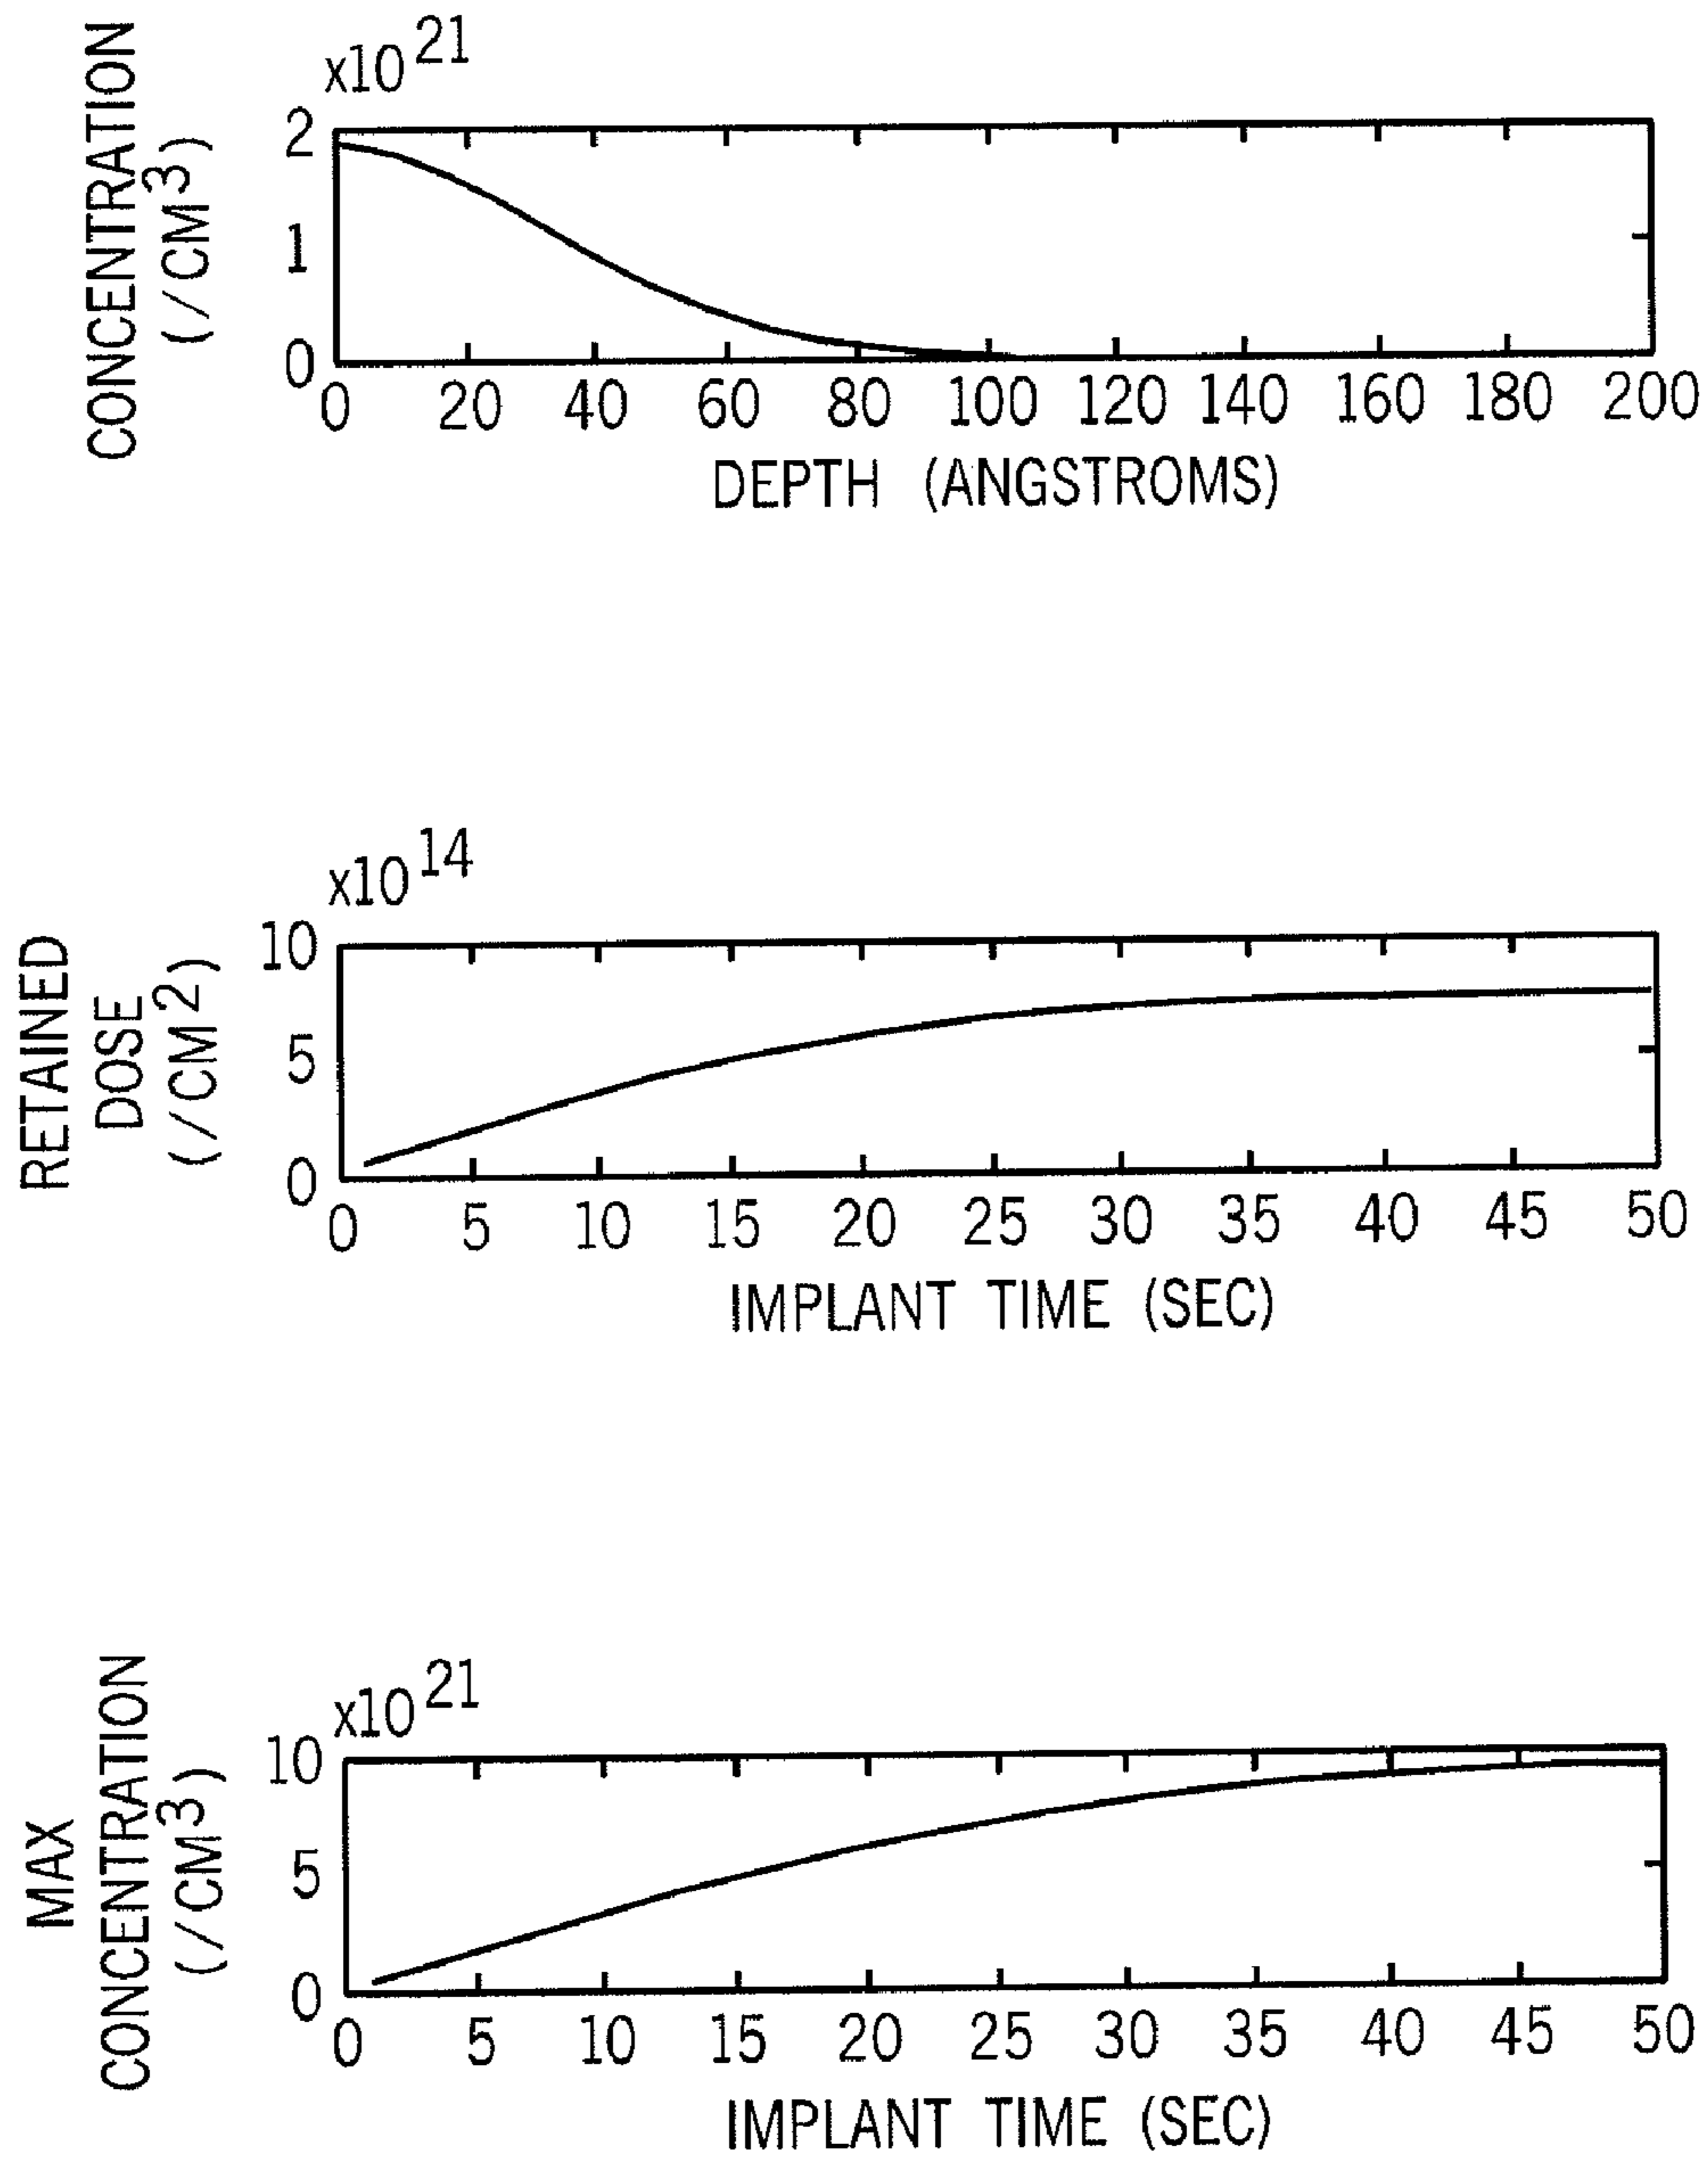 CONCENTRATION
(/CM3)
x10 21
2
1
0
0 20 40 60 80 100 120 140 160 180 200
DEPTH (ANGSTROMS)
RETAINED
DOSE
(/CM2)
x10 14
10
5
0
0 5 10 15 20 25 30 35 40 45 50
IMPLANT TIME (SEC)
MAX
CONCENTRATION
(/CM3)
x10 21
10
5
0
0 5 10 15 20 25 30 35 40 45 50
IMPLANT TIME (SEC)